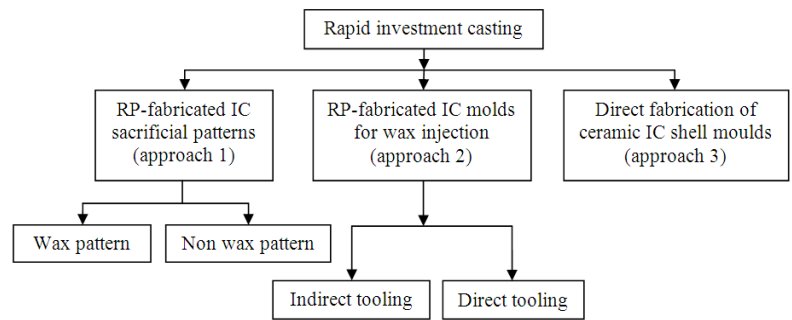 Rapid investment casting
RP-fabricated IC
sacrificial patterns
(approach 1)
RP-fabricated IC molds
for wax injection
(approach 2)
Direct fabrication of
ceramic IC shell moulds
(approach 3)
Wax pattern
Non wax pattern
Indirect tooling
Direct tooling